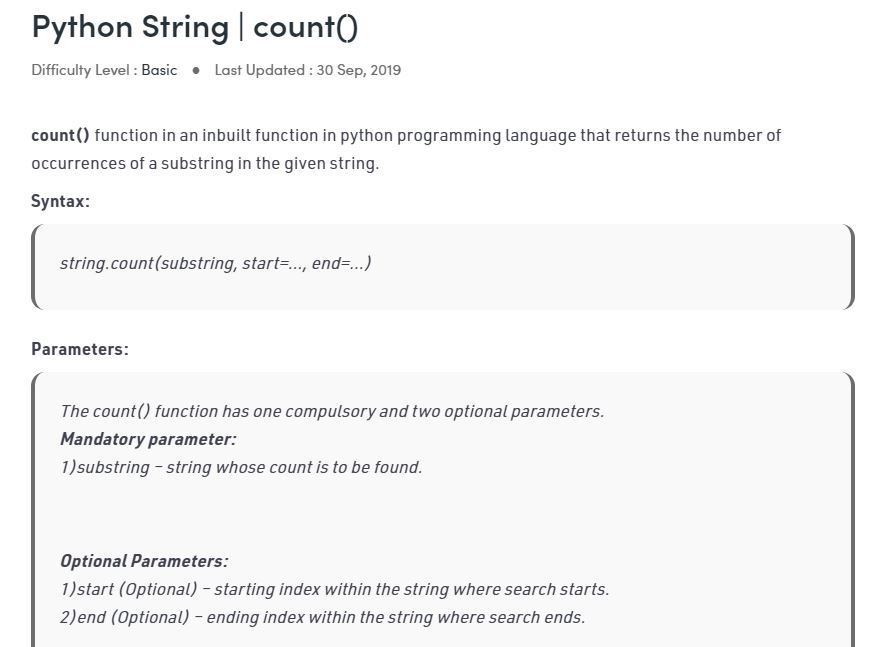 Python String | count()
Difficulty Level : Basic ● Last Updated : 30 Sep, 2019
count() function in an inbuilt function in python programming language that returns the number of
occurrences of a substring in the given string.
Syntax:
string.count(substring, start=…, end=…)
Parameters:
The count() function has one compulsory and two optional parameters.
Mandatory parameter:
1)substring – string whose count is to be found.
Optional Parameters:
1)start (Optional) – starting index within the string where search starts.
2)end (Optional) – ending index within the string where search ends.